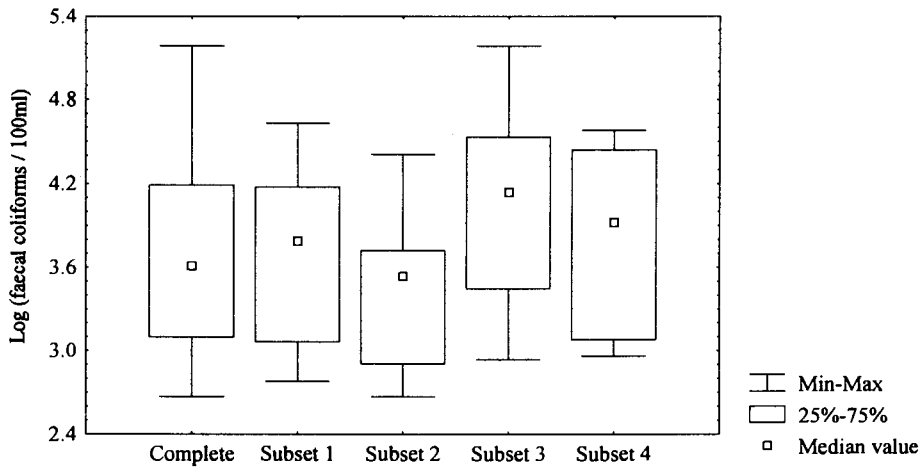 5.4
4.8
4.2
3.6
3.0
2.4
Log (faecal coliforms / 100ml)
Complete Subset 1 Subset 2 Subset 3 Subset 4
Min-Max
25%-75%
Median value